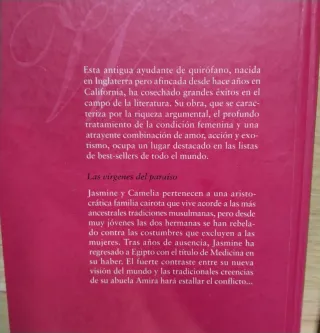 Esta antigua ayudante de quirófano, nacida
en Inglaterra pero afincada desde hace años en
California, ha cosechado grandes éxitos en el
campo de la literatura. Su obra, que se carac-
teriza por la riqueza argumental, el profundo
tratamiento de la condición femenina y una
atrayente combinación de amor, acción y exo-
tismo, ocupa un lugar destacado en las listas
de best-sellers de todo el mundo.
Las vírgenes del paraíso
Jasmine y Camelia pertenecen a una aristo-
crática familia cairota que vive acorde a las más
ancestrales tradiciones musulmanas, pero desde
muy jóvenes las dos hermanas se han rebela-
do contra las costumbres que excluyen a las
mujeres. Tras años de ausencia, Jasmine ha
regresado a Egipto con el título de Medicina en
su haber. El fuerte contraste entre su nueva
visión del mundo y las tradicionales creencias
de su abuela Amira hará estallar el conflicto...